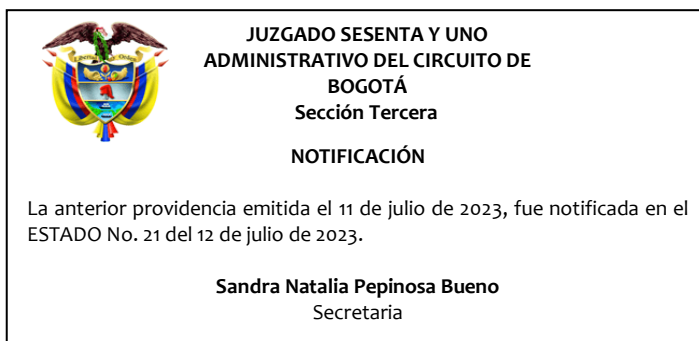 JUZGADO SESENTA Y UNO
ADMINISTRATIVO DEL CIRCUITO DE
BOGOTÁ
Sección Tercera
NOTIFICACIÓN
La anterior providencia emitida el 11 de julio de 2023, fue notificada en el
ESTADO No. 21 del 12 de julio de 2023.
Sandra Natalia Pepinosa Bueno
Secretaria